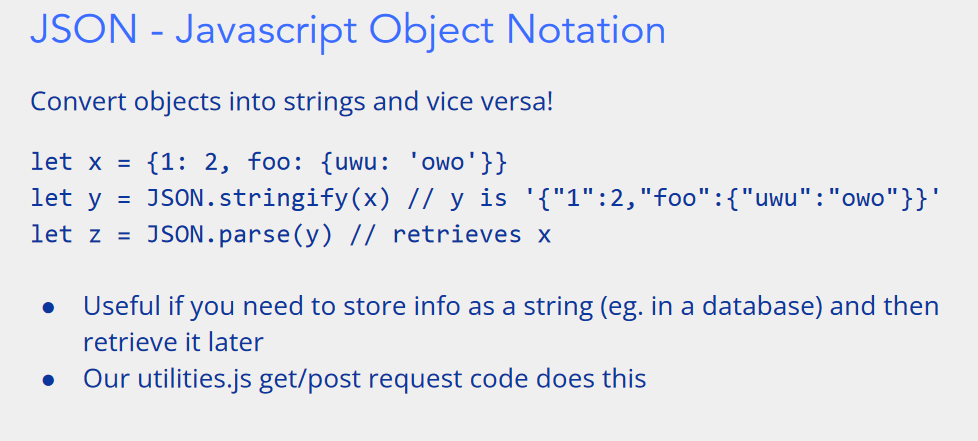 JSON - Javascript Object Notation
Convert objects into strings and vice versa!
let x = {1: 2, foo: {uwu: 'owo'}}
let y = JSON.stringify(x) // y is '{"1":2,"foo":{"uwu":"owo"}}'
let z = JSON.parse(y) // retrieves x
● Useful if you need to store info as a string (eg. in a database) and then
retrieve it later
● Our utilities.js get/post request code does this